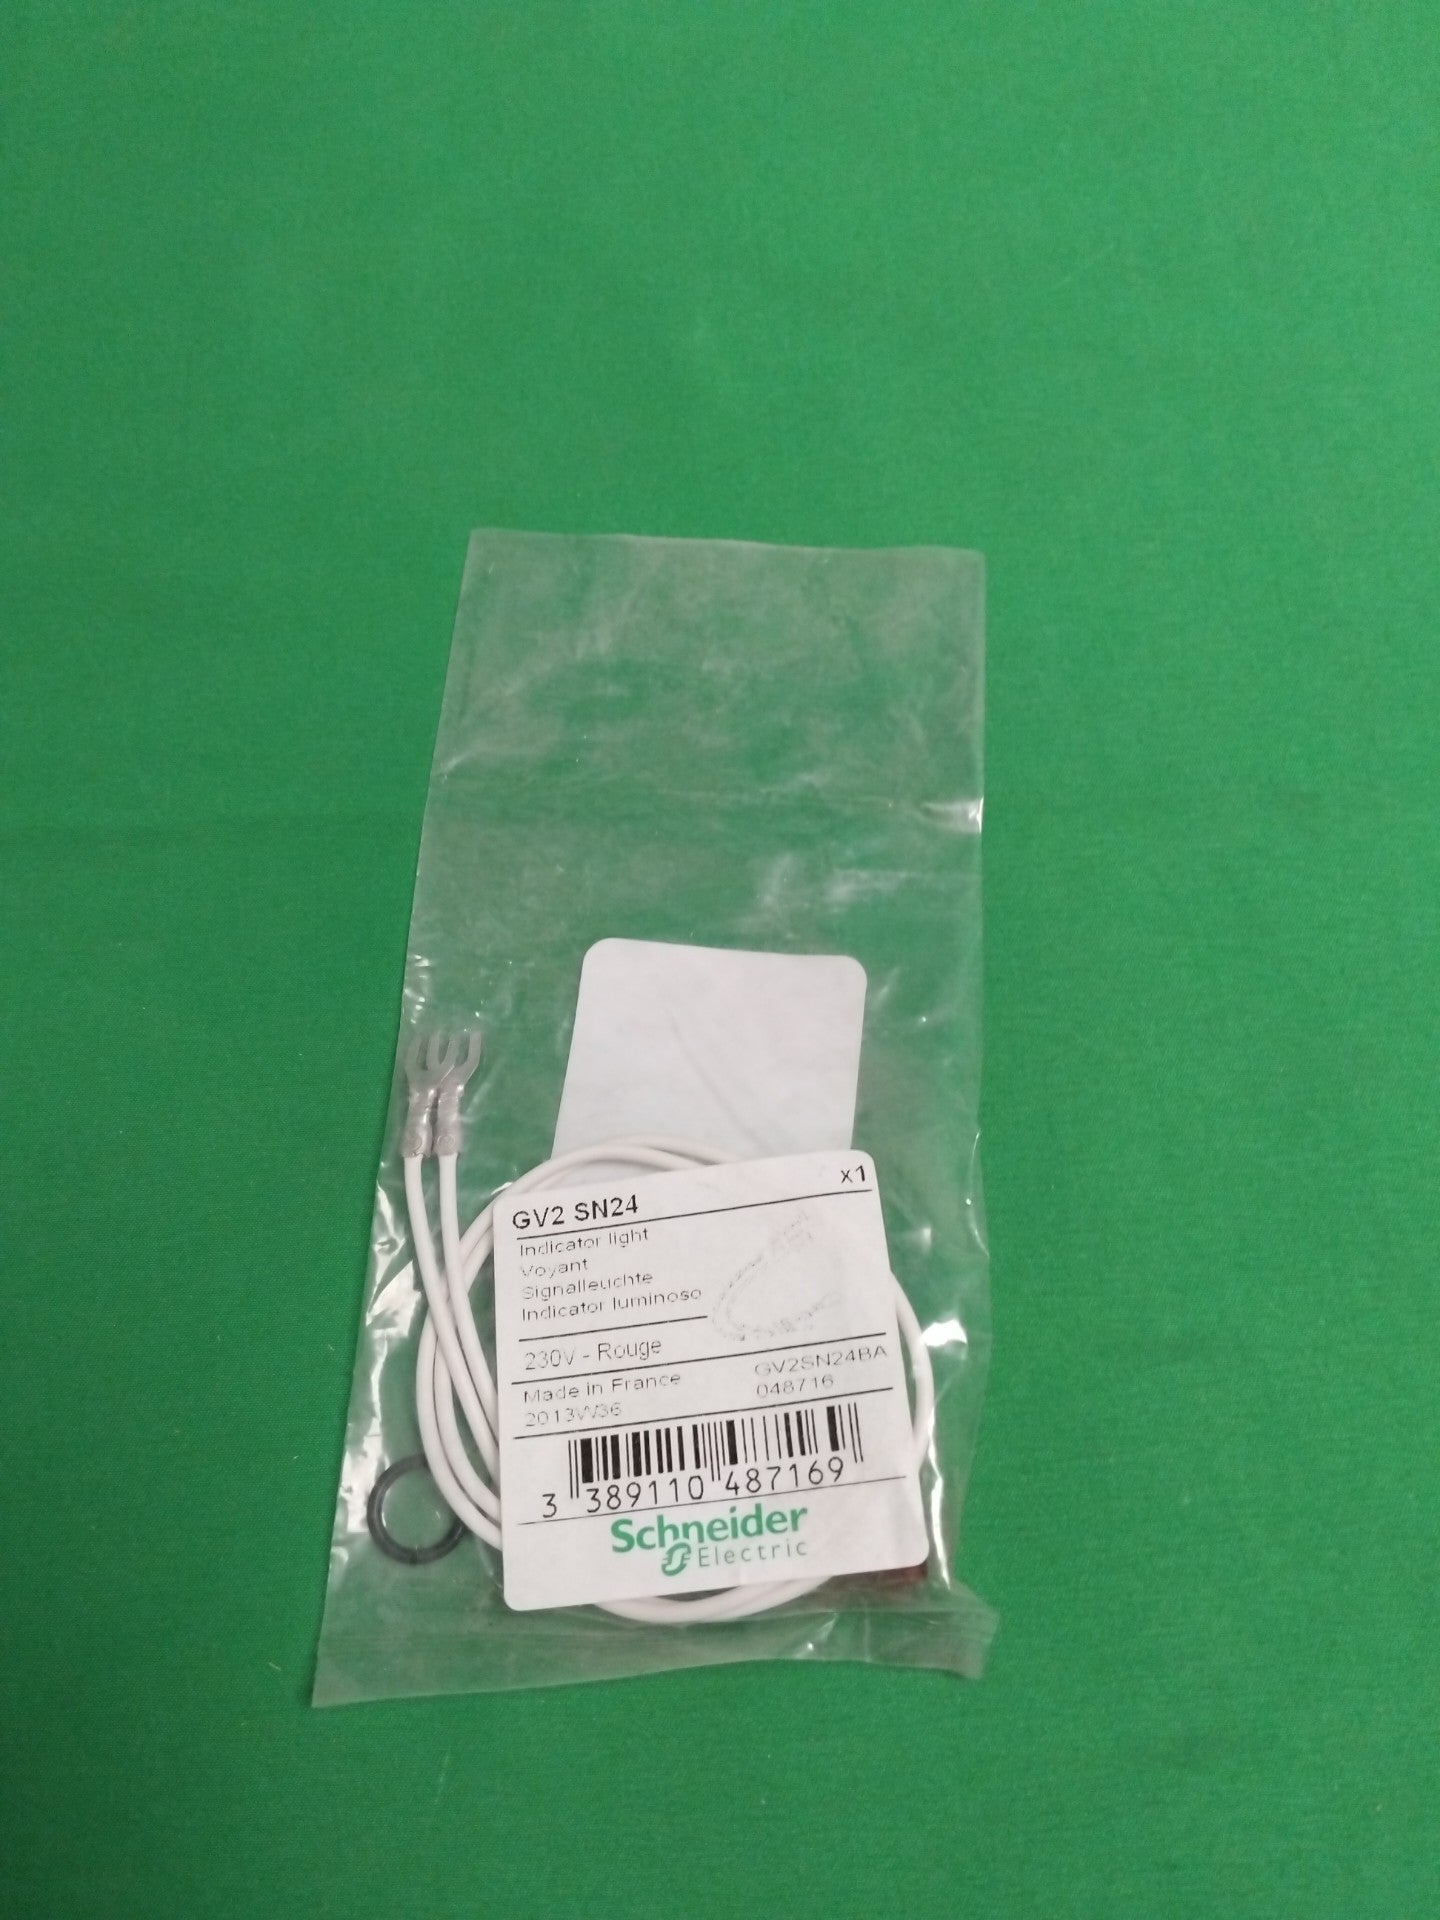 GV2 SN24 x1
Indicator light
Voyant
Signalleuchte
Indicator luminoso
230V - Rouge
Made in France GV2SN24BA
2013W36 048716
3 389110 487169
Schneider
Electric